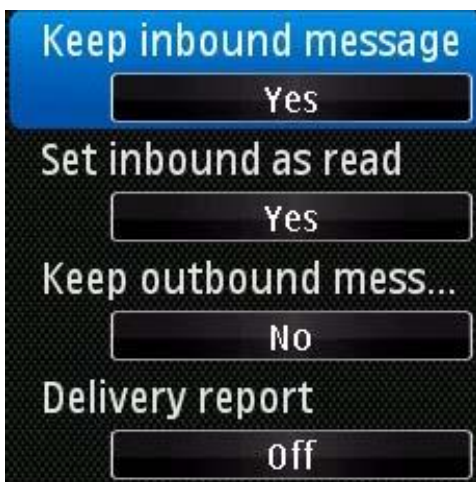 Keep inbound message
Yes
Set inbound as read
Yes
Keep outbound mess...
No
Delivery report
Off